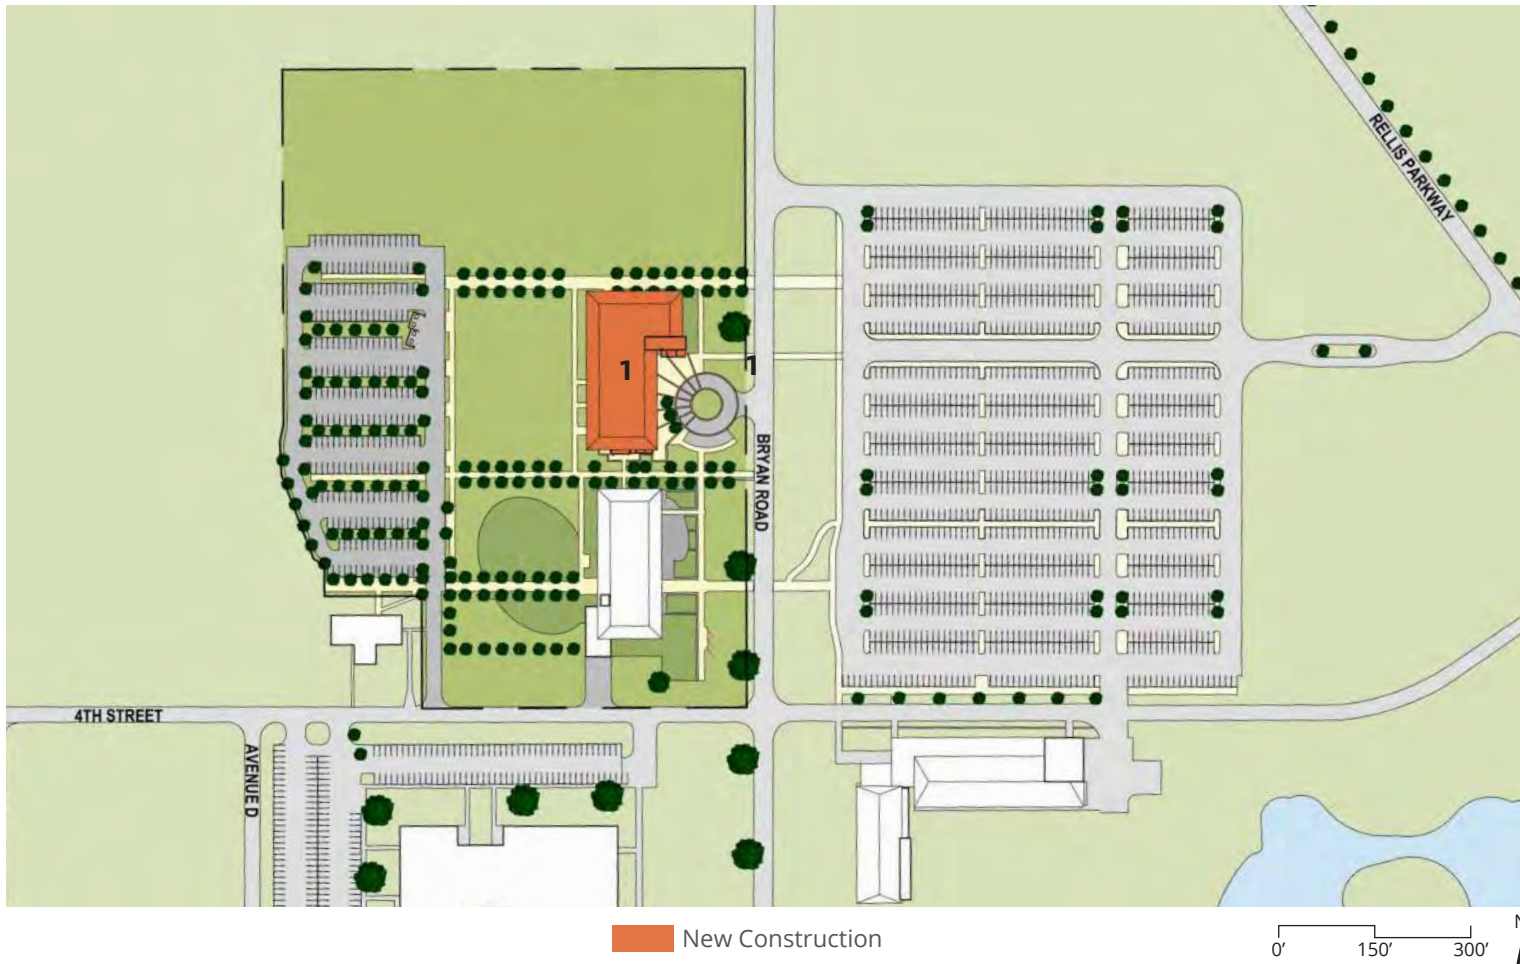 RELLIS PARKWAY
1
1
BRYAN ROAD
4TH STREET
AVENUE D
New Construction
0' 150' 300'
N